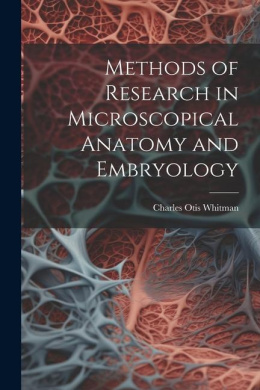 Methods of
Research in
Microscopical
Anatomy and
Embryology
Charles Otis Whitman